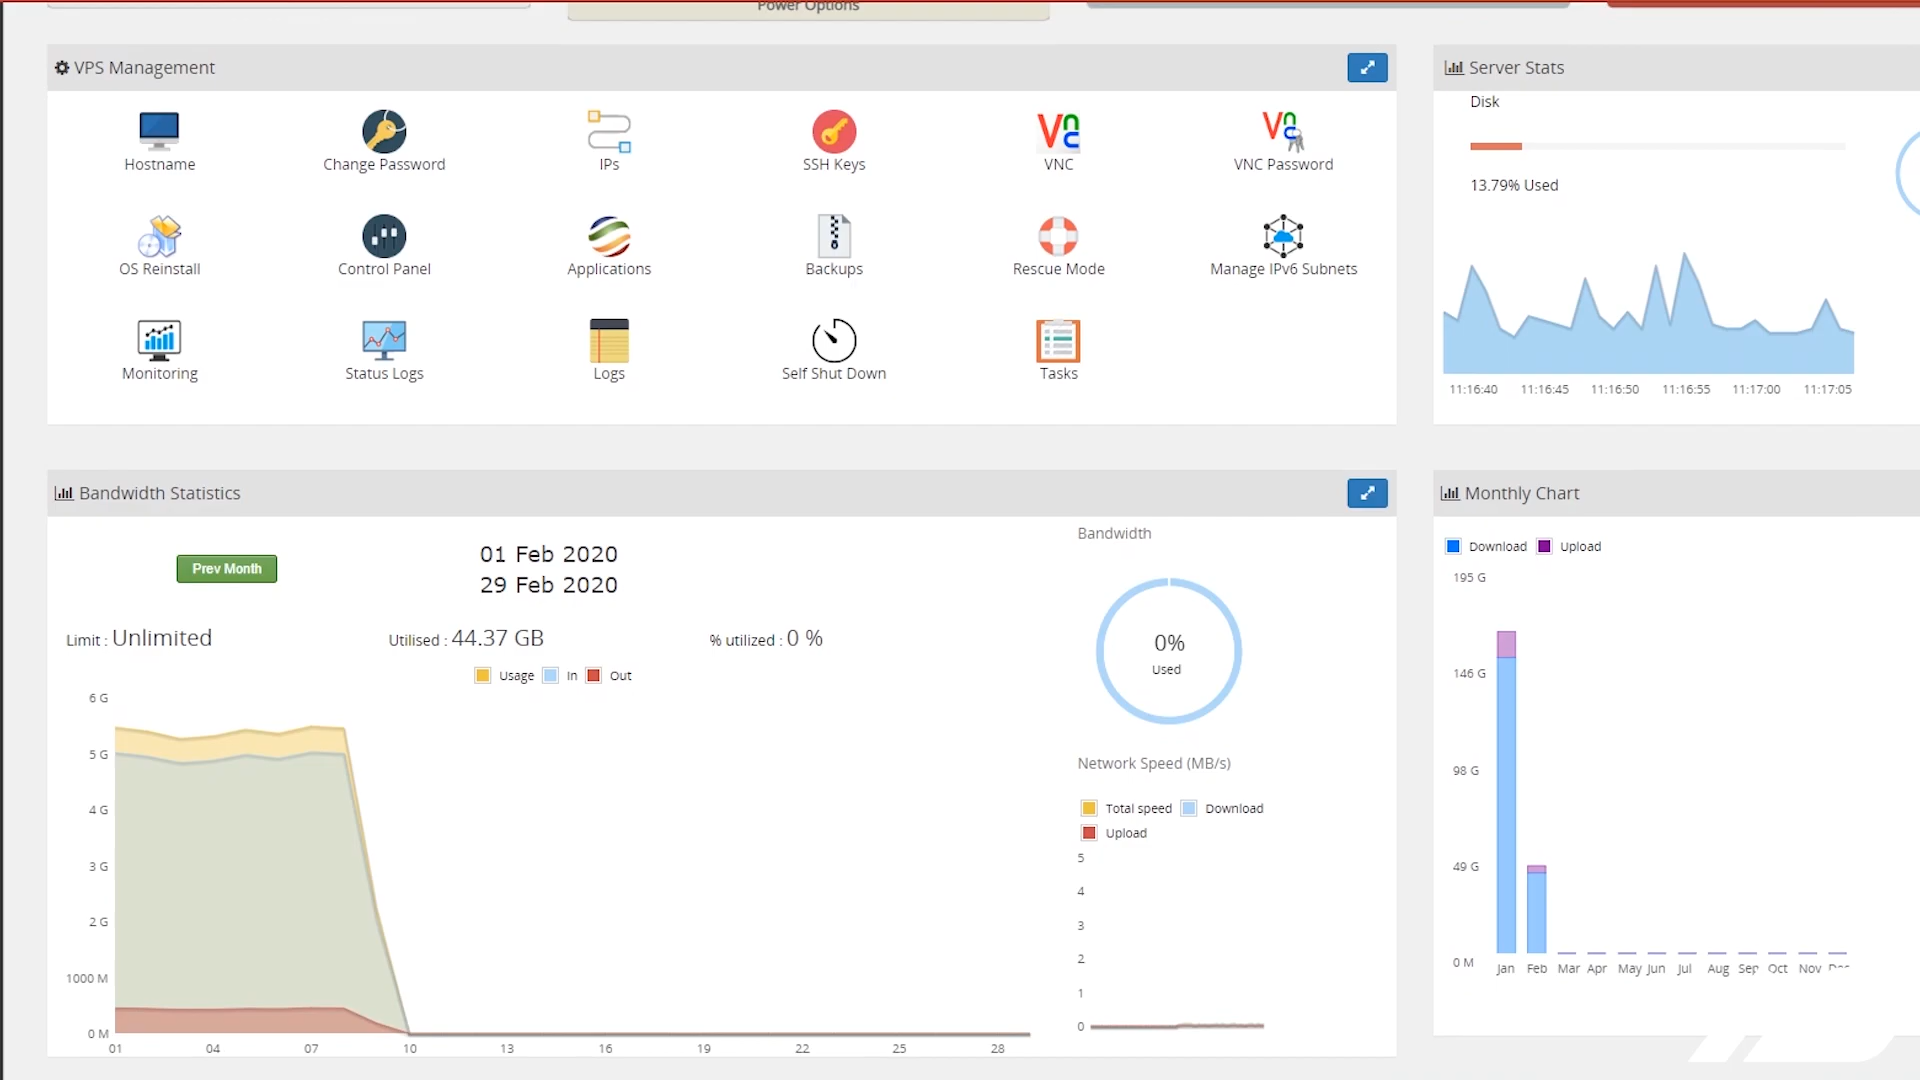 Power Options
VPS Management
Hostname
Change Password
IPs
SSH Keys
VNC
VNC Password
OS Reinstall
Control Panel
Applications
Backups
Rescue Mode
Manage IPv6 Subnets
Monitoring
Status Logs
Logs
Self Shut Down
Tasks
Server Stats
Disk
13.79% Used
11:16:40 11:16:45 11:16:50 11:16:55 11:17:00 11:17:05
Bandwidth Statistics
Prev Month
01 Feb 2020
29 Feb 2020
Limit : Unlimited
Utilised : 44.37 GB
% utilized : 0 %
Usage In Out
6 G
5 G
4 G
3 G
2 G
1000 M
0 M
01 04 07 10 13 16 19 22 25 28
Bandwidth
0%
Used
Network Speed (MB/s)
Total speed Download
Upload
5
4
3
2
1
0
Monthly Chart
Download Upload
195 G
146 G
98 G
49 G
0 M
Jan Feb Mar Apr May Jun Jul Aug Sep Oct Nov